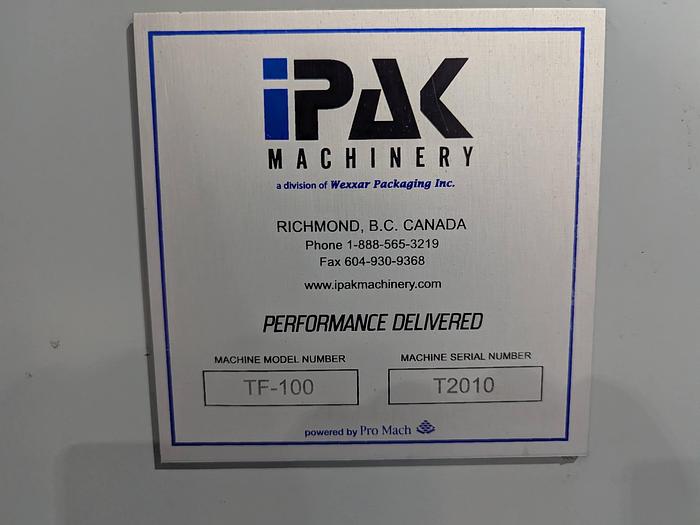 iPAK
MACHINERY
a division of Wexxar Packaging Inc.
RICHMOND, B.C. CANADA
Phone 1-888-565-3219
Fax 604-930-9368
www.ipakmachinery.com
PERFORMANCE DELIVERED
MACHINE MODEL NUMBER
TF-100
MACHINE SERIAL NUMBER
T2010
powered by Pro Mach